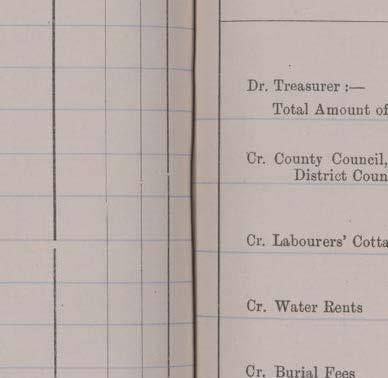 Dr. Treasurer :—
Total Amount of
Cr. County Council,
District Coun
Cr. Labourers' Cotta
Cr. Water Rents
Cr. Burial Fees